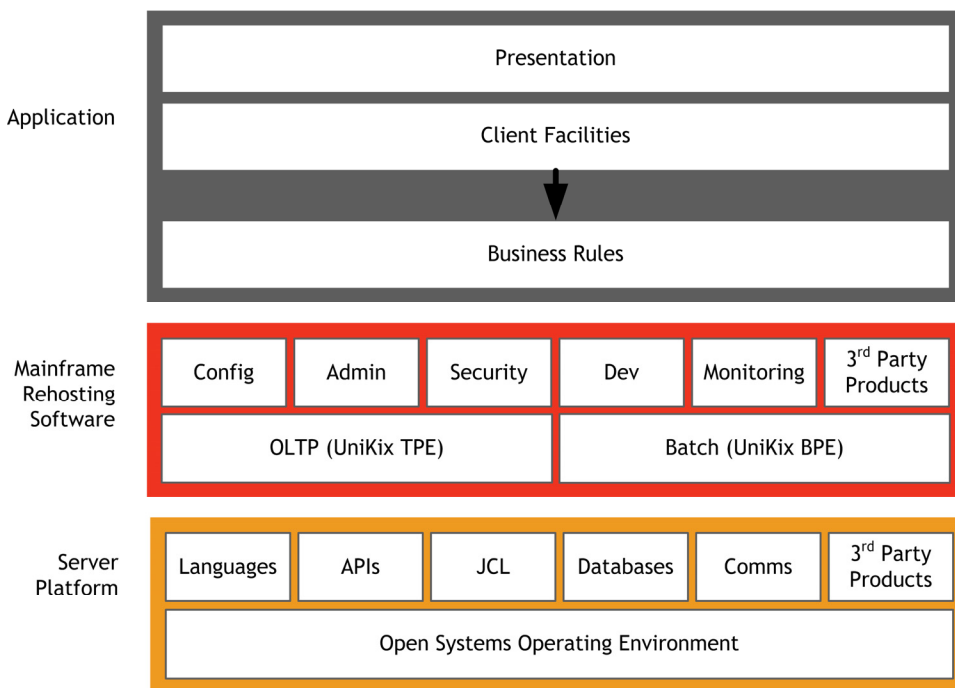 Presentation
Application
Client Facilities
Business Rules
Mainframe
Rehosting
Software
Config
Admin
Security
Dev
Monitoring
3rd Party
Products
OLTP (UniKix TPE)
Batch (UniKix BPE)
Server
Platform
Languages
APIs
JCL
Databases
Comms
3rd Party
Products
Open Systems Operating Environment